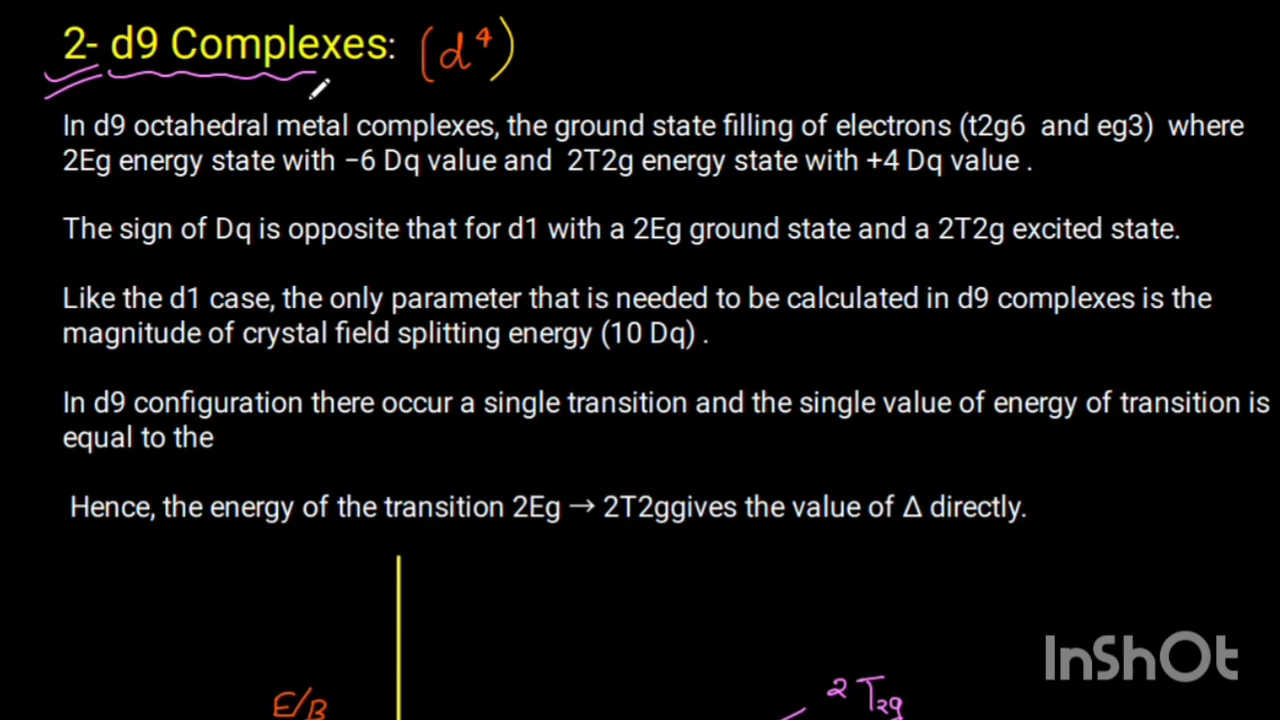 2- d9 Complexes: (d⁴)
In d9 octahedral metal complexes, the ground state filling of electrons (t2g6 and eg3) where
2Eg energy state with −6 Dq value and 2T2g energy state with +4 Dq value .
The sign of Dq is opposite that for d1 with a 2Eg ground state and a 2T2g excited state.
Like the d1 case, the only parameter that is needed to be calculated in d9 complexes is the
magnitude of crystal field splitting energy (10 Dq) .
In d9 configuration there occur a single transition and the single value of energy of transition is
equal to the
Hence, the energy of the transition 2Eg → 2T2ggives the value of Δ directly.
InShOt
2T2g
E/B